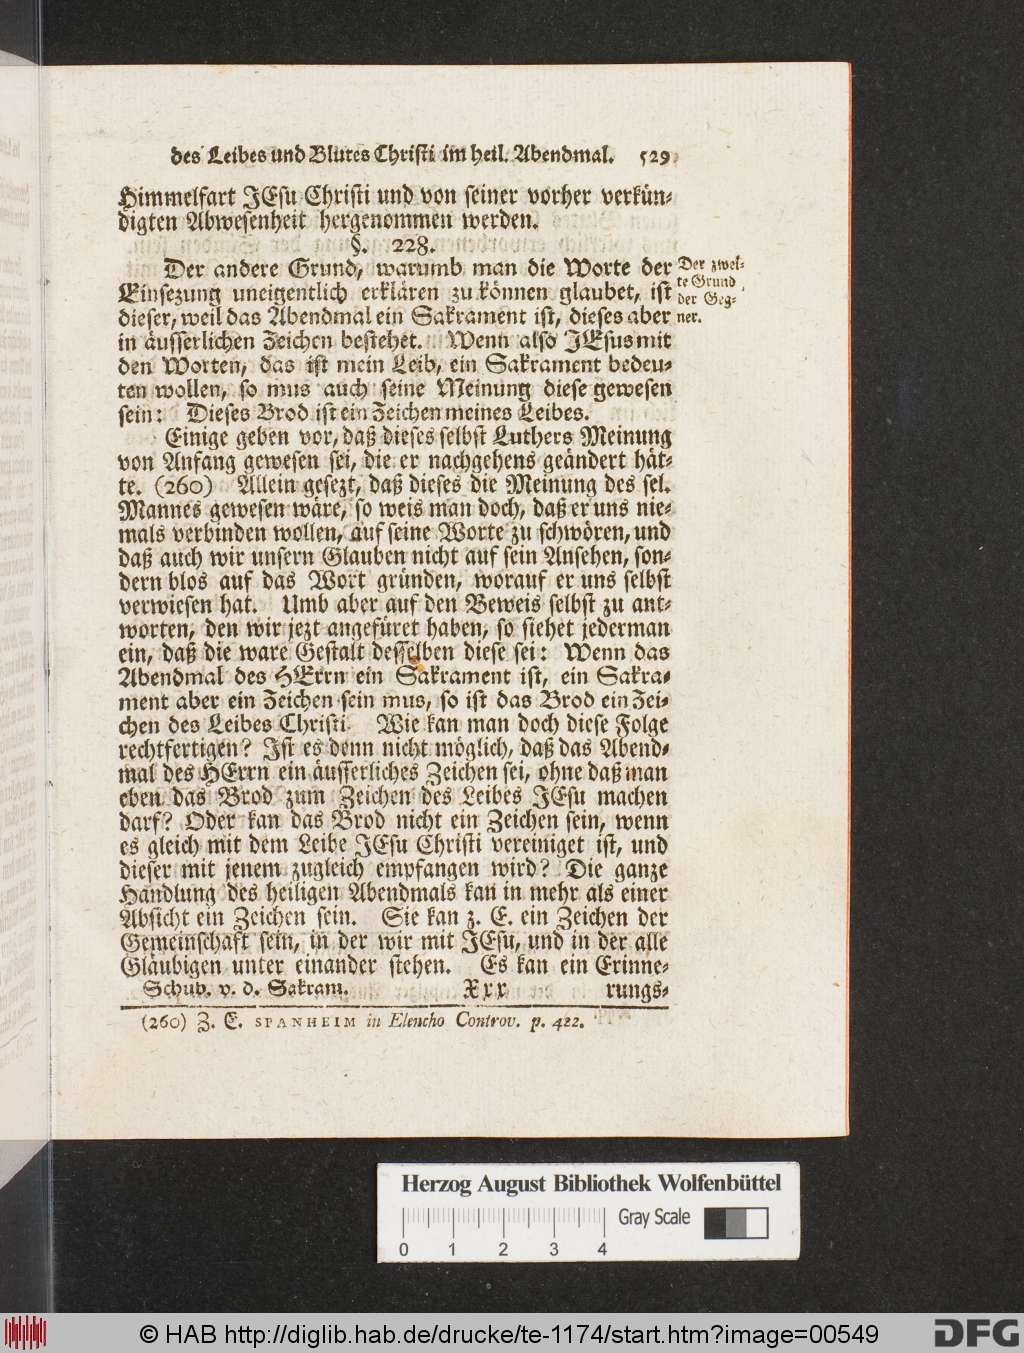 des Leibes und Blutes Christi im heil. Abendmal. 529
Himmelfart JEsu Christi und von seiner vorher verkün-
digten Abwesenheit hergenommen werden.
§. 228.
Der andere Grund, warumb man die Worte der
Einsezung uneigentlich erklären zu können glaubet, ist
dieser, weil das Abendmal ein Sakrament ist, dieses aber
in äusserlichen Zeichen bestehet. Wenn also JEsus mit
den Worten, das ist mein Leib, ein Sakrament bedeu-
ten wollen, so mus auch seine Meinung diese gewesen
sein: Dieses Brod ist ein Zeichen meines Leibes.
Der zwei-
te Grund
der Geg-
ner.
Einige geben vor, daß dieses selbst Luthers Meinung
von Anfang gewesen sei, die er nachgehens geändert hät-
te. (260) Allein gesezt, daß dieses die Meinung des sel.
Mannes gewesen wäre, so weis man doch, daß er uns nie-
mals verbinden wollen, auf seine Worte zu schwören, und
daß auch wir unsern Glauben nicht auf sein Ansehen, son-
dern blos auf das Wort gründen, worauf er uns selbst
verwiesen hat. Umb aber auf den Beweis selbst zu ant-
worten, den wir jezt angefüret haben, so siehet jederman
ein, daß die ware Gestalt desselben diese sei: Wenn das
Abendmal des HErrn ein Sakrament ist, ein Sakra-
ment aber ein Zeichen sein mus, so ist das Brod ein Zei-
chen des Leibes Christi. Wie kan man doch diese Folge
rechtfertigen? Ist es denn nicht möglich, daß das Abend-
mal des HErrn ein äusserliches Zeichen sei, ohne daß man
eben das Brod zum Zeichen des Leibes JEsu machen
darf? Oder kan das Brod nicht ein Zeichen sein, wenn
es gleich mit dem Leibe JEsu Christi vereiniget ist, und
dieser mit jenem zugleich empfangen wird? Die ganze
Handlung des heiligen Abendmals kan in mehr als einer
Absicht ein Zeichen sein. Sie kan z. E. ein Zeichen der
Gemeinschaft sein, in der wir mit JEsu, und in der alle
Gläubigen unter einander stehen. Es kan ein Erinne-
Schub. v. d. Sakram. Xxx rungs-
(260) Z. E. SPANHEIM in Elencho Controv. p. 422.
Herzog August Bibliothek Wolfenbüttel
Gray Scale
0 1 2 3 4
© HAB http://diglib.hab.de/drucke/te-1174/start.htm?image=00549
DFG